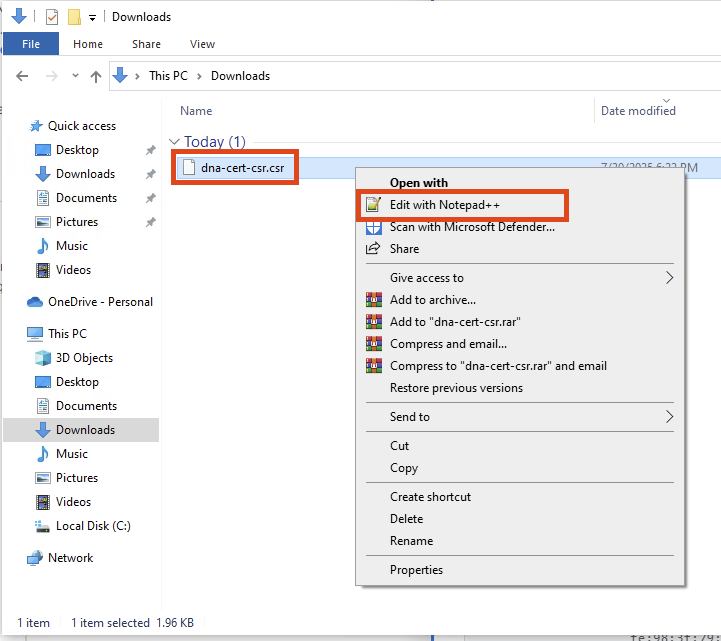 Downloads
File Home Share View
This PC Downloads
Name Date modified
Quick access
Desktop
Downloads
Documents
Pictures
Music
Videos
OneDrive - Personal
This PC
3D Objects
Desktop
Documents
Downloads
Music
Pictures
Videos
Local Disk (C:)
Network
Today (1)
dna-cert-csr.csr 7/20/2025 6:22 PM
Open with
Edit with Notepad++
Scan with Microsoft Defender...
Share
Give access to
Add to archive...
Add to "dna-cert-csr.rar"
Compress and email...
Compress to "dna-cert-csr.rar" and email
Restore previous versions
Send to
Cut
Copy
Create shortcut
Delete
Rename
Properties
1 item 1 item selected 1.96 KB